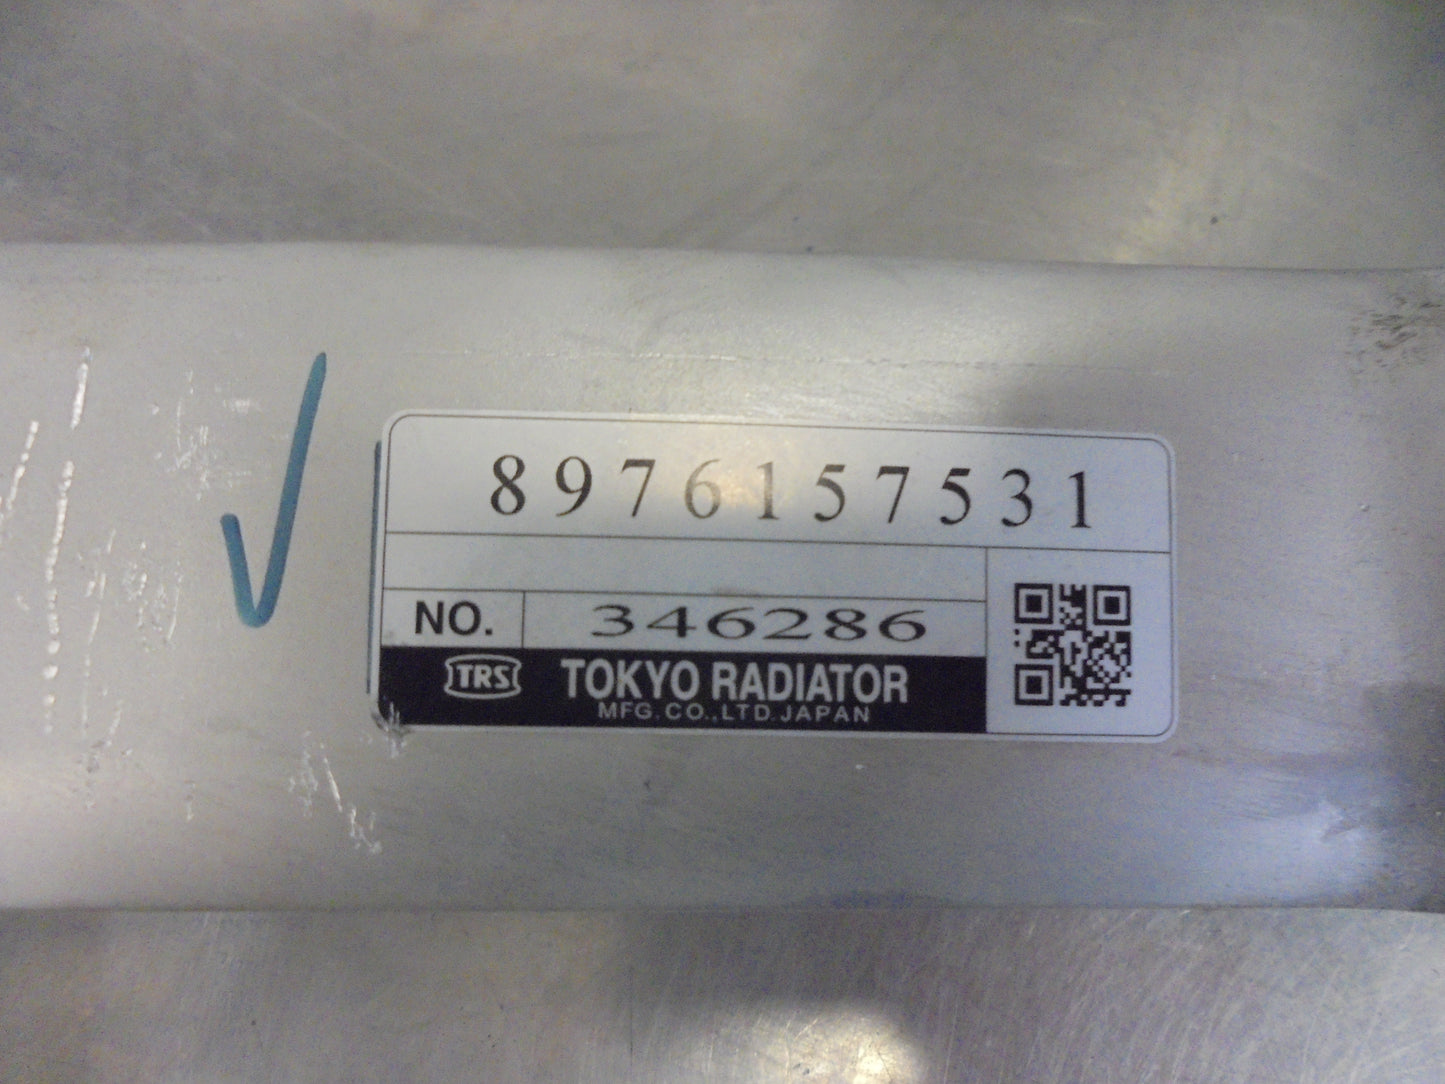 8976157531
NO. 346286
TRS TOKYO RADIATOR
MFG. CO., LTD. JAPAN